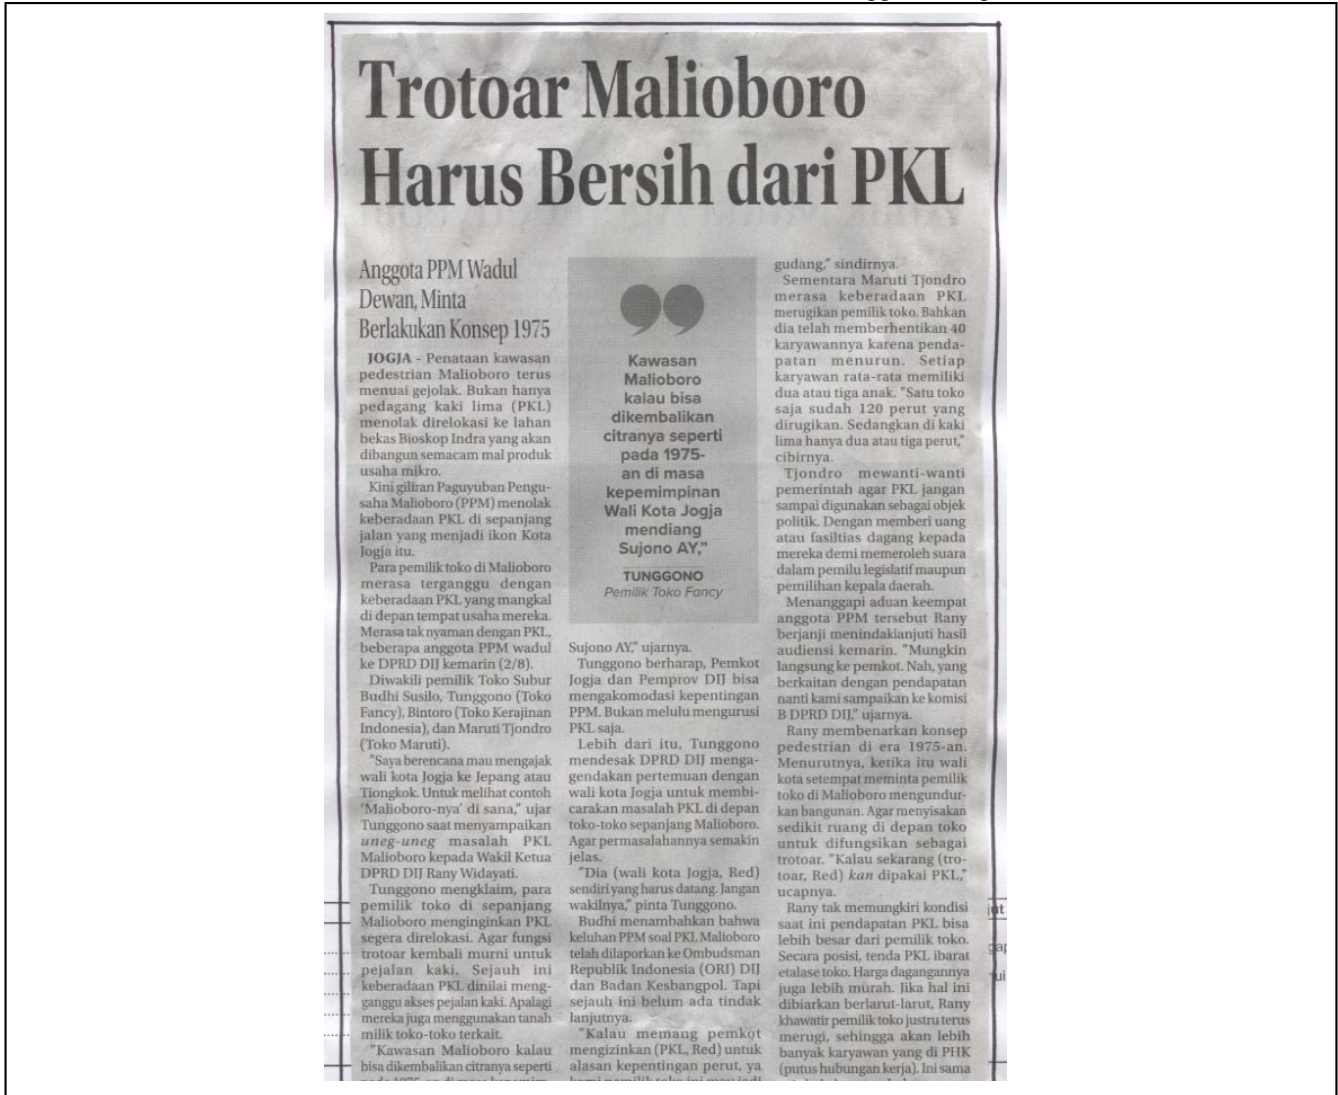 Trotoar Malioboro
Harus Bersih dari PKL
Anggota PPM Wadul
Dewan, Minta
Berlakukan Konsep 1975
JOGJA - Penataan kawasan
pedestrian Malioboro terus
menuai gejolak. Bukan hanya
pedagang kaki lima (PKL)
menolak direlokasi ke lahan
bekas Bioskop Indra yang akan
dibangun semacam mal produk
usaha mikro.
Kini giliran Paguyuban Pengu-
saha Malioboro (PPM) menolak
keberadaan PKL di sepanjang
jalan yang menjadi ikon Kota
Jogja itu.
Para pemilik toko di Malioboro
merasa terganggu dengan
keberadaan PKL yang mangkal
di depan tempat usaha mereka.
Merasa tak nyaman dengan PKL,
beberapa anggota PPM wadul
ke DPRD DIJ kemarin (2/8).
Diwakili pemilik Toko Subur
Budhi Susilo, Tunggono (Toko
Fancy), Bintoro (Toko Kerajinan
Indonesia), dan Maruti Tjondro
(Toko Maruti).
"Saya berencana mau mengajak
wali kota Jogja ke Jepang atau
Tiongkok. Untuk melihat contoh
'Malioboro-nya' di sana," ujar
Tunggono saat menyampaikan
uneg-uneg masalah PKL
Malioboro kepada Wakil Ketua
DPRD DIJ Rany Widayati.
Tunggono mengklaim, para
pemilik toko di sepanjang
Malioboro menginginkan PKL
segera direlokasi. Agar fungsi
trotoar kembali murni untuk
pejalan kaki. Sejauh ini
keberadaan PKL dinilai meng-
ganggu akses pejalan kaki. Apalagi
mereka juga menggunakan tanah
milik toko-toko terkait.
"Kawasan Malioboro kalau
bisa dikembalikan citranya seperti
Kawasan
Malioboro
kalau bisa
dikembalikan
citranya seperti
pada 1975-
an di masa
kepemimpinan
Wali Kota Jogja
mendiang
Sujono AY,"
TUNGGONO
Pemilik Toko Fancy
Sujono AY," ujarnya.
Tunggono berharap, Pemkot
Jogja dan Pemprov DIJ bisa
mengakomodasi kepentingan
PPM. Bukan melulu mengurusi
PKL saja.
Lebih dari itu, Tunggono
mendesak DPRD DIJ menga-
gendakan pertemuan dengan
wali kota Jogja untuk membi-
carakan masalah PKL di depan
toko-toko sepanjang Malioboro.
Agar permasalahannya semakin
jelas.
"Dia (wali kota Jogja, Red)
sendiri yang harus datang. Jangan
wakilnya," pinta Tunggono.
Budhi menambahkan bahwa
keluhan PPM soal PKL Malioboro
telah dilaporkan ke Ombudsman
Republik Indonesia (ORI) DIJ
dan Badan Kesbangpol. Tapi
sejauh ini belum ada tindak
lanjutnya.
"Kalau memang pemkot
mengizinkan (PKL, Red) untuk
alasan kepentingan perut, ya
gudang," sindirnya.
Sementara Maruti Tjondro
merasa keberadaan PKL
merugikan pemilik toko. Bahkan
dia telah memberhentikan 40
karyawannya karena penda-
patan menurun. Setiap
karyawan rata-rata memiliki
dua atau tiga anak. "Satu toko
saja sudah 120 perut yang
dirugikan. Sedangkan di kaki
lima hanya dua atau tiga perut,"
cibirnya.
Tjondro mewanti-wanti
pemerintah agar PKL jangan
sampai digunakan sebagai objek
politik. Dengan memberi uang
atau fasiltias dagang kepada
mereka demi memeroleh suara
dalam pemilu legislatif maupun
pemilihan kepala daerah.
Menanggapi aduan keempat
anggota PPM tersebut Rany
berjanji menindaklanjuti hasil
audiensi kemarin. "Mungkin
langsung ke pemkot. Nah, yang
berkaitan dengan pendapatan
nanti kami sampaikan ke komisi
B DPRD DIJ," ujarnya.
Rany membenarkan konsep
pedestrian di era 1975-an.
Menurutnya, ketika itu wali
kota setempat meminta pemilik
toko di Malioboro mengundur-
kan bangunan. Agar menyisakan
sedikit ruang di depan toko
untuk difungsikan sebagai
trotoar. "Kalau sekarang (tro-
toar, Red) kan dipakai PKL,"
ucapnya.
Rany tak memungkiri kondisi
saat ini pendapatan PKL bisa
lebih besar dari pemilik toko.
Secara posisi, tenda PKL ibarat
etalase toko. Harga dagangannya
juga lebih murah. Jika hal ini
dibiarkan berlarut-larut, Rany
khawatir pemilik toko justru terus
merugi, sehingga akan lebih
banyak karyawan yang di PHK
(putus hubungan kerja). Ini sama